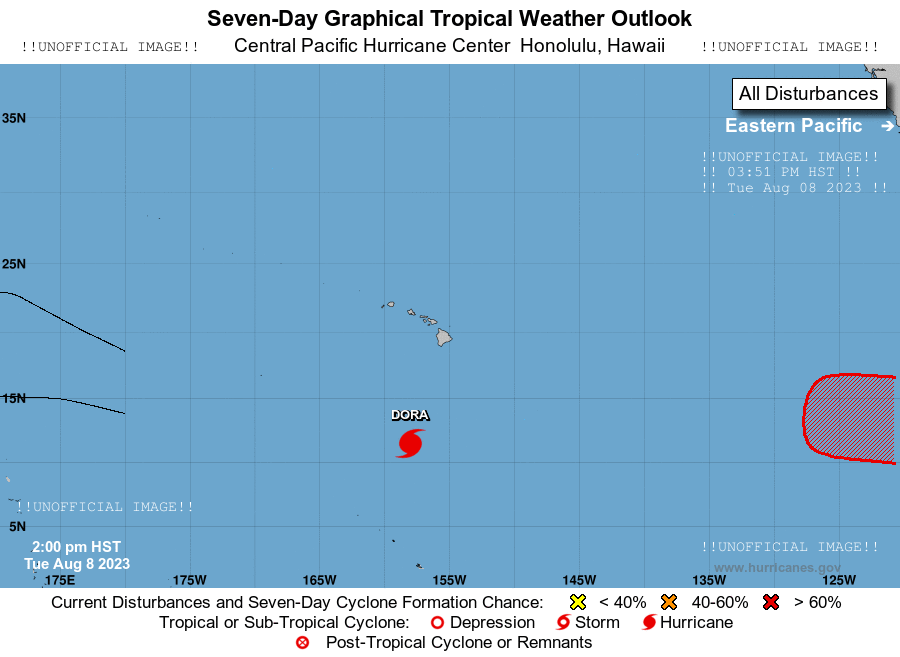 Seven-Day Graphical Tropical Weather Outlook
!!UNOFFICIAL IMAGE!! Central Pacific Hurricane Center Honolulu, Hawaii !!UNOFFICIAL IMAGE!!
All Disturbances
35N
Eastern Pacific →
!!UNOFFICIAL IMAGE!!
!! 03:51 PM HST !!
!! Tue Aug 08 2023 !!
25N
15N
DORA
!!UNOFFICIAL IMAGE!!
5N
2:00 pm HST
Tue Aug 8 2023
!!UNOFFICIAL IMAGE!!
www.hurricanes.gov
175E 175W 165W 155W 145W 135W 125W
Current Disturbances and Seven-Day Cyclone Formation Chance: < 40% 40-60% > 60%
Tropical or Sub-Tropical Cyclone: Depression Storm Hurricane
Post-Tropical Cyclone or Remnants